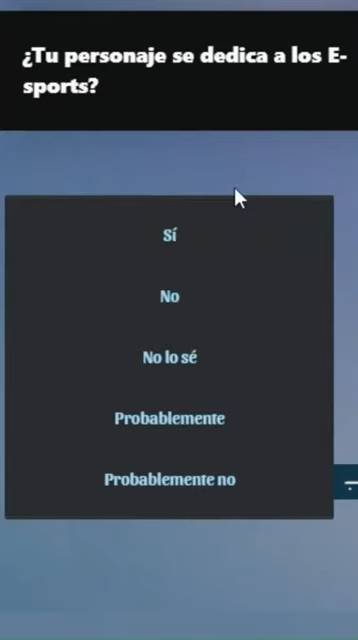 ¿Tu personaje se dedica a los E-
sports?
Sí
No
No lo sé
Probablemente
Probablemente no